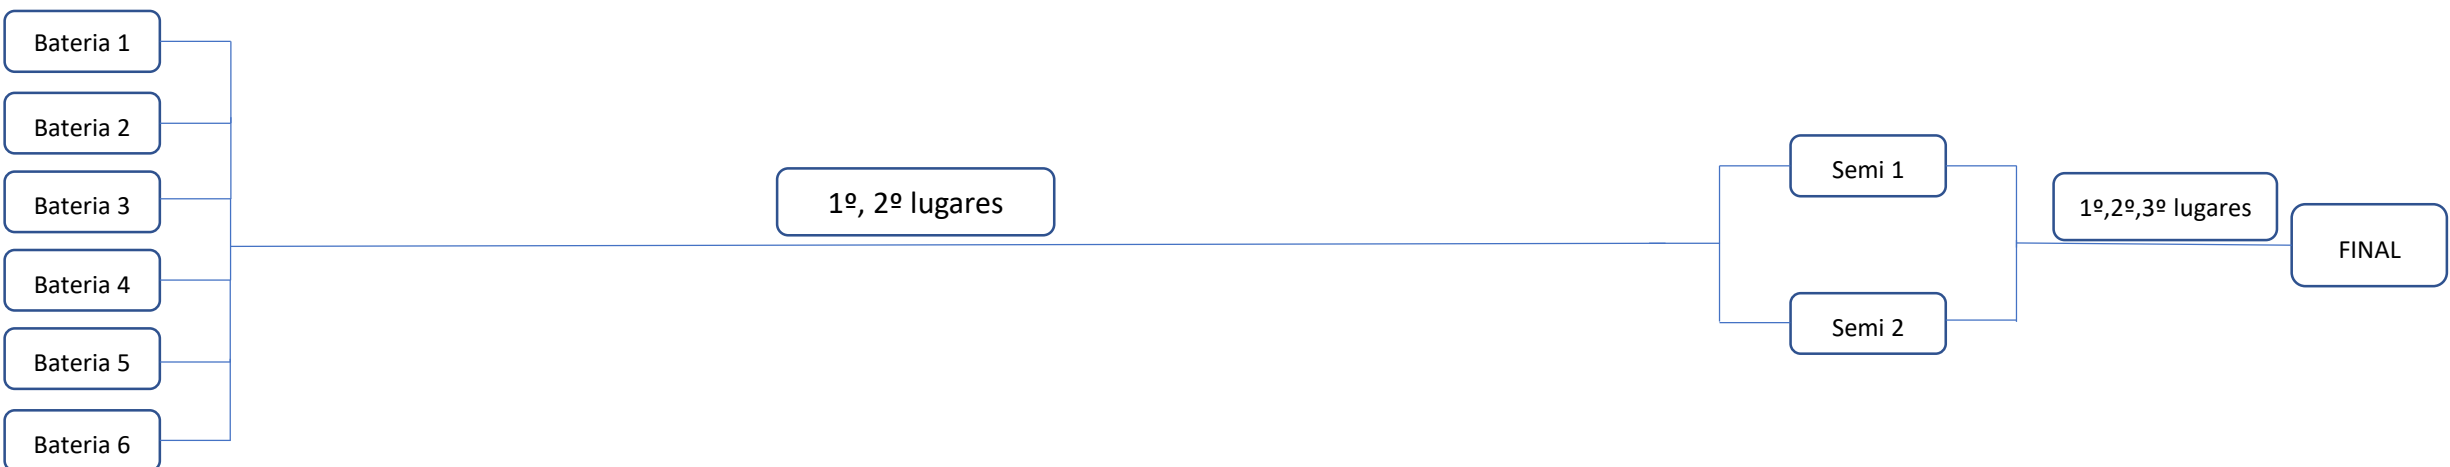 Bateria 1
Bateria 2
Bateria 3
Bateria 4
Bateria 5
Bateria 6
1º, 2º lugares
Semi 1
Semi 2
1º,2º,3º lugares
FINAL